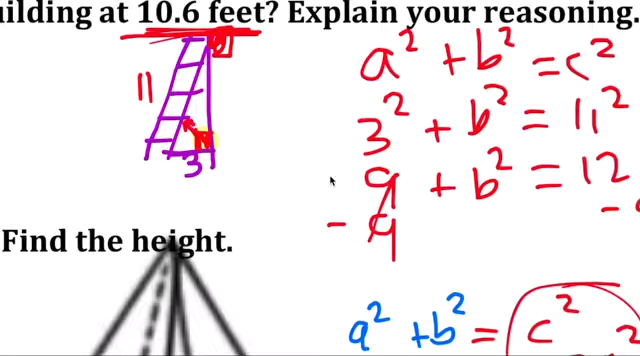 uilding at 10.6 feet? Explain your reasoning.
a² + b² = c²
11
3² + b² = 11²
3
9 + b² = 12
- 9
-
Find the height.
a² + b² = c²
2